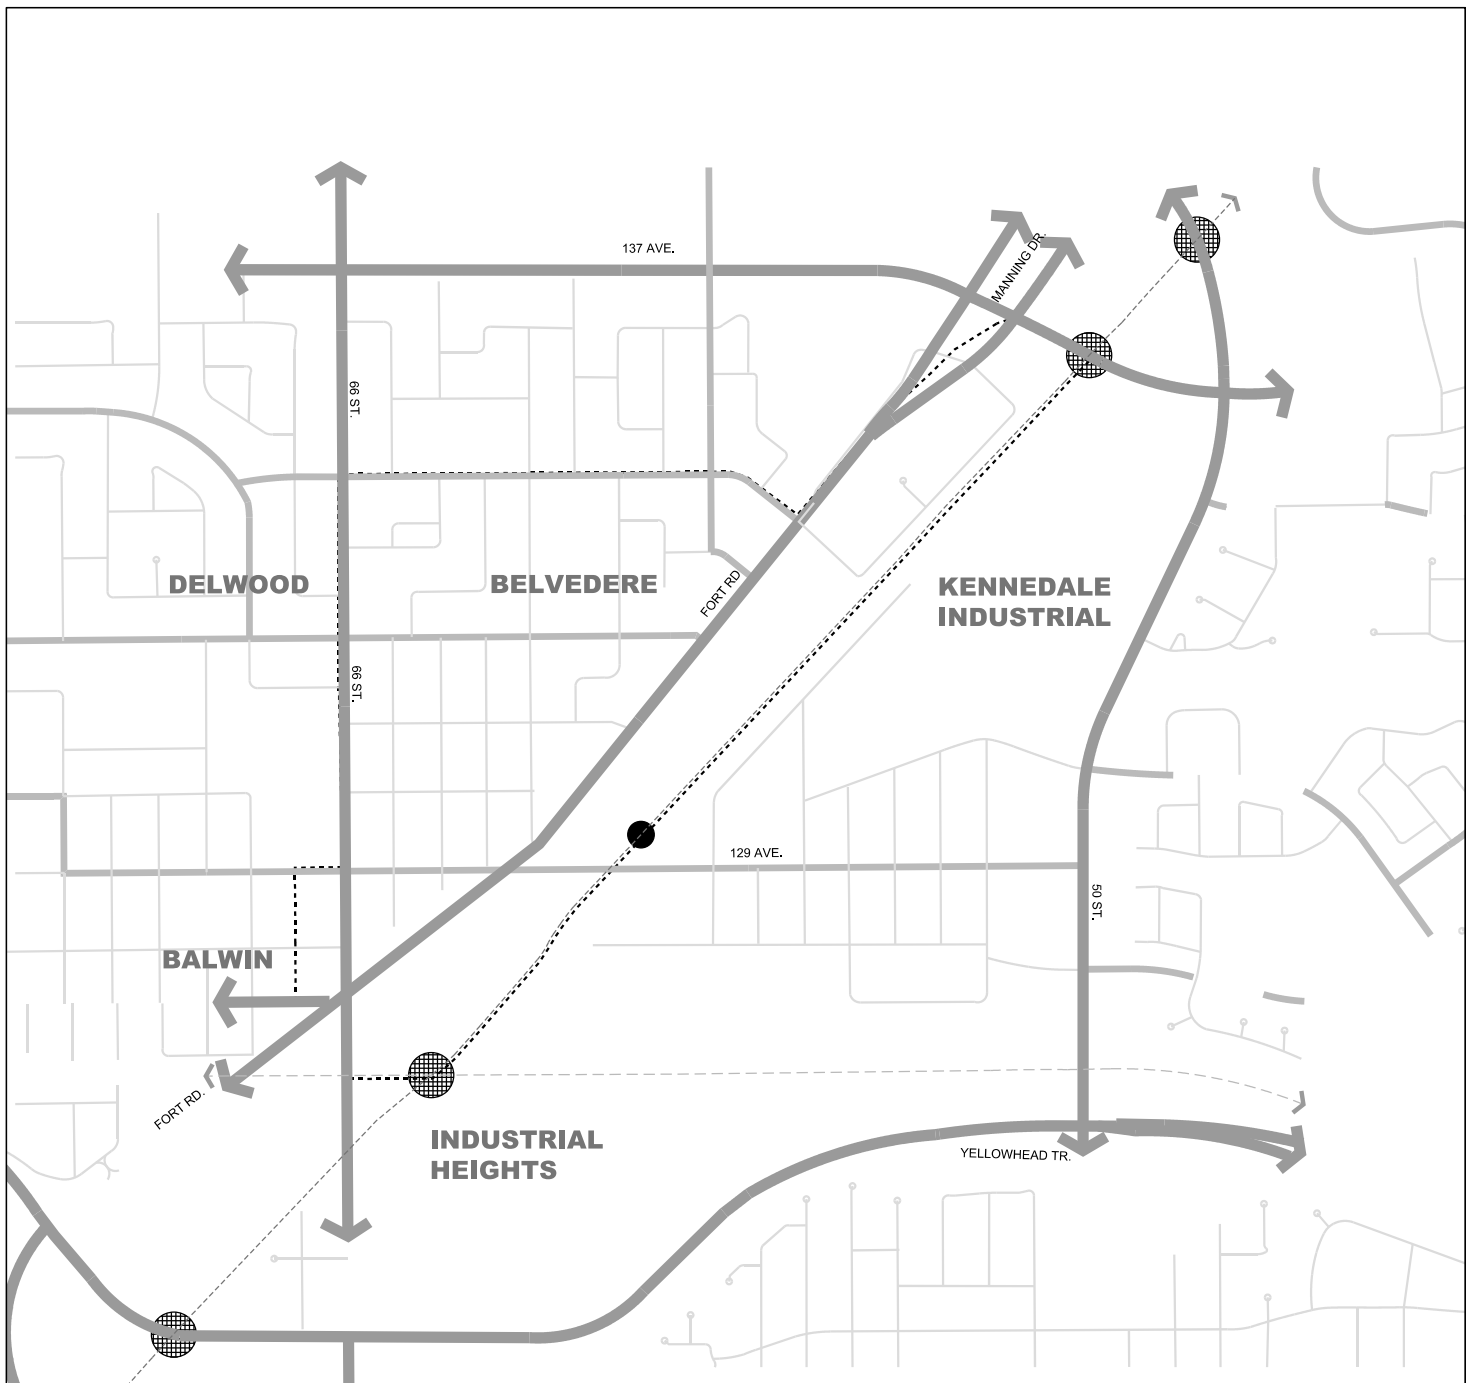 137 AVE.
MANNING DR.
66 ST.
DELWOOD
BELVEDERE
FORT RD
KENNEDALE
INDUSTRIAL
66 ST.
129 AVE.
50 ST.
BALWIN
FORT RD.
INDUSTRIAL
HEIGHTS
YELLOWHEAD TR.